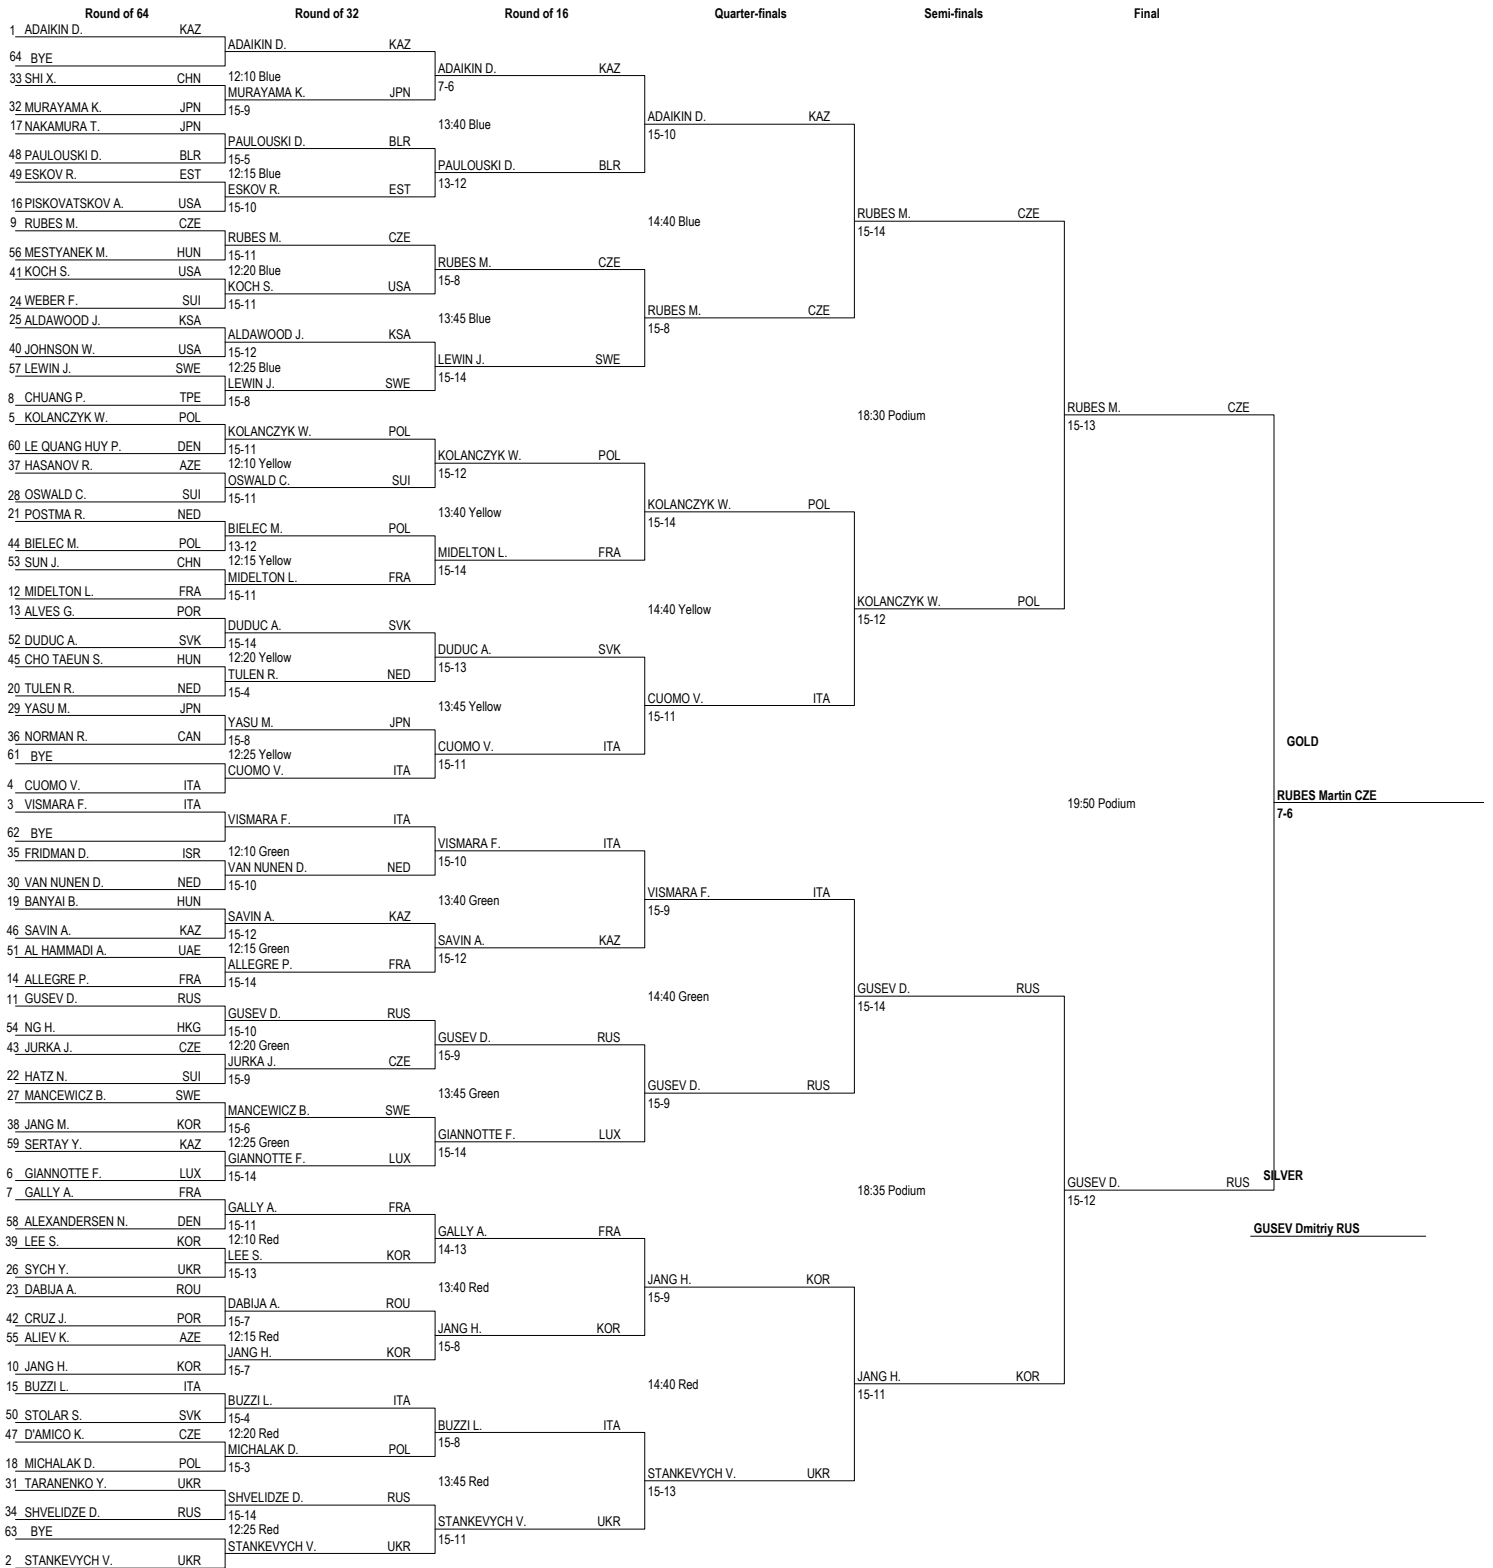 Round of 64 Round of 32 Round of 16 Quarter-finals Semi-finals Final
1 ADAIKIN D. KAZ
64 BYE
33 SHI X. CHN
32 MURAYAMA K. JPN
17 NAKAMURA T. JPN
48 PAULOUSKI D. BLR
49 ESKOV R. EST
16 PISKOVATSKOV A. USA
9 RUBES M. CZE
56 MESTYANEK M. HUN
41 KOCH S. USA
24 WEBER F. SUI
25 ALDAWOOD J. KSA
40 JOHNSON W. USA
57 LEWIN J. SWE
8 CHUANG P. TPE
5 KOLANCZYK W. POL
60 LE QUANG HUY P. DEN
37 HASANOV R. AZE
28 OSWALD C. SUI
21 POSTMA R. NED
44 BIELEC M. POL
53 SUN J. CHN
12 MIDELTON L. FRA
13 ALVES G. POR
52 DUDUC A. SVK
45 CHO TAEUN S. HUN
20 TULEN R. NED
29 YASU M. JPN
36 NORMAN R. CAN
61 BYE
4 CUOMO V. ITA
3 VISMARA F. ITA
62 BYE
35 FRIDMAN D. ISR
30 VAN NUNEN D. NED
19 BANYAI B. HUN
46 SAVIN A. KAZ
51 AL HAMMADI A. UAE
14 ALLEGRE P. FRA
11 GUSEV D. RUS
54 NG H. HKG
43 JURKA J. CZE
22 HATZ N. SUI
27 MANCEWICZ B. SWE
38 JANG M. KOR
59 SERTAY Y. KAZ
6 GIANNOTTE F. LUX
7 GALLY A. FRA
58 ALEXANDERSEN N. DEN
39 LEE S. KOR
26 SYCH Y. UKR
23 DABIJA A. ROU
42 CRUZ J. POR
55 ALIEV K. AZE
10 JANG H. KOR
15 BUZZI L. ITA
50 STOLAR S. SVK
47 D'AMICO K. CZE
18 MICHALAK D. POL
31 TARANENKO Y. UKR
34 SHVELIDZE D. RUS
63 BYE
2 STANKEVYCH V. UKR
ADAIKIN D. KAZ
12:10 Blue
MURAYAMA K. JPN
15-9
PAULOUSKI D. BLR
15-5
12:15 Blue
ESKOV R. EST
15-10
RUBES M. CZE
15-11
12:20 Blue
KOCH S. USA
15-11
ALDAWOOD J. KSA
15-12
12:25 Blue
LEWIN J. SWE
15-8
KOLANCZYK W. POL
15-11
12:10 Yellow
OSWALD C. SUI
15-11
BIELEC M. POL
13-12
12:15 Yellow
MIDELTON L. FRA
15-11
DUDUC A. SVK
15-14
12:20 Yellow
TULEN R. NED
15-4
YASU M. JPN
15-8
12:25 Yellow
CUOMO V. ITA
VISMARA F. ITA
12:10 Green
VAN NUNEN D. NED
15-10
SAVIN A. KAZ
15-12
12:15 Green
ALLEGRE P. FRA
15-14
GUSEV D. RUS
15-10
12:20 Green
JURKA J. CZE
15-9
MANCEWICZ B. SWE
15-6
12:25 Green
GIANNOTTE F. LUX
15-14
GALLY A. FRA
15-11
12:10 Red
LEE S. KOR
15-13
DABIJA A. ROU
15-7
12:15 Red
JANG H. KOR
15-7
BUZZI L. ITA
15-4
12:20 Red
MICHALAK D. POL
15-3
SHVELIDZE D. RUS
15-14
12:25 Red
STANKEVYCH V. UKR
ADAIKIN D. KAZ
7-6
13:40 Blue
PAULOUSKI D. BLR
13-12
RUBES M. CZE
15-8
13:45 Blue
LEWIN J. SWE
15-14
KOLANCZYK W. POL
15-12
13:40 Yellow
MIDELTON L. FRA
15-14
DUDUC A. SVK
15-13
13:45 Yellow
CUOMO V. ITA
15-11
VISMARA F. ITA
15-10
13:40 Green
SAVIN A. KAZ
15-12
GUSEV D. RUS
15-9
13:45 Green
GIANNOTTE F. LUX
15-14
GALLY A. FRA
14-13
13:40 Red
JANG H. KOR
15-8
BUZZI L. ITA
15-8
13:45 Red
STANKEVYCH V. UKR
15-11
ADAIKIN D. KAZ
15-10
14:40 Blue
RUBES M. CZE
15-8
KOLANCZYK W. POL
15-14
14:40 Yellow
CUOMO V. ITA
15-11
VISMARA F. ITA
15-9
14:40 Green
GUSEV D. RUS
15-9
JANG H. KOR
15-9
14:40 Red
STANKEVYCH V. UKR
15-13
RUBES M. CZE
15-14
18:30 Podium
KOLANCZYK W. POL
15-12
GUSEV D. RUS
15-14
18:35 Podium
JANG H. KOR
15-11
RUBES M. CZE
15-13
19:50 Podium
GUSEV D. RUS
15-12
GOLD
RUBES Martin CZE
7-6
SILVER
GUSEV Dmitriy RUS